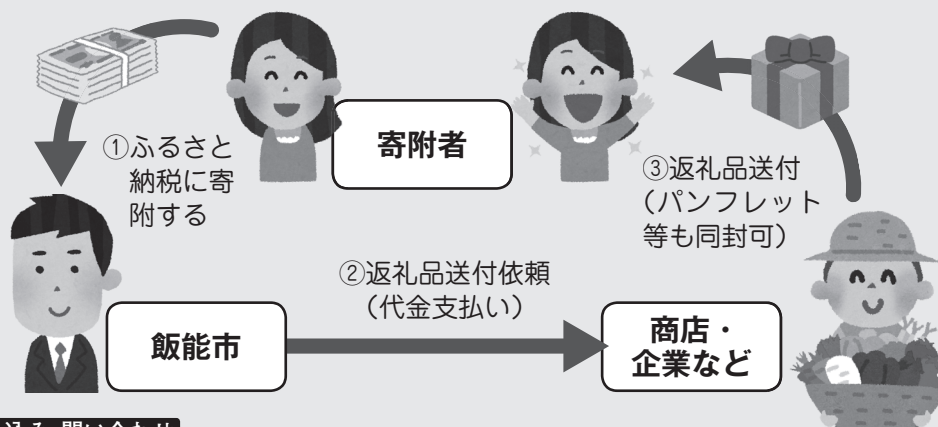 ①ふるさと
納税に寄
附する
寄附者
③返礼品送付
(パンフレット
等も同封可)
②返礼品送付依頼
(代金支払い)
飯能市
商店・
企業など